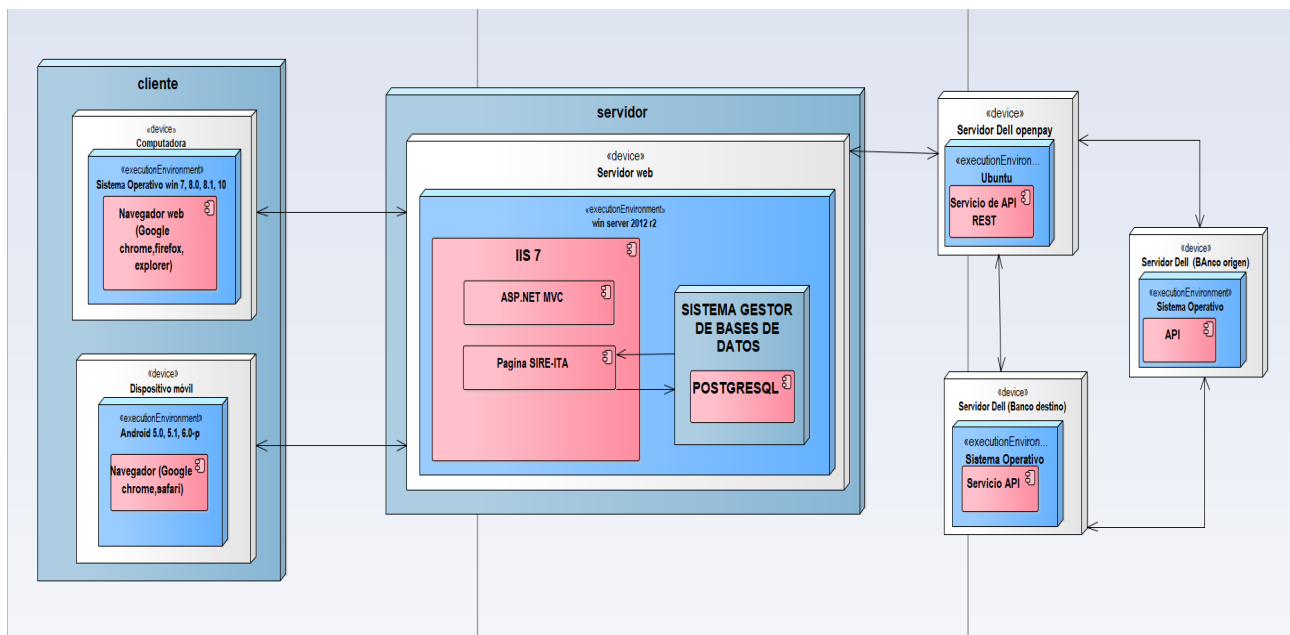 cliente
«device»
Computadora
«executionEnvironment»
Sistema Operativo win 7, 8.0, 8.1, 10
Navegador web
(Google
chrome,firefox,
explorer)
«device»
Dispositivo móvil
«executionEnvironment»
Android 5.0, 5.1, 6.0-p
Navegador (Google
chrome,safari)
servidor
«device»
Servidor web
«executionEnvironment»
win server 2012 r2
IIS 7
ASP.NET MVC
Pagina SIRE-ITA
SISTEMA GESTOR
DE BASES DE
DATOS
POSTGRESQL
«device»
Servidor Dell openpay
«executionEnviron...
Ubuntu
Servicio de API
REST
«device»
Servidor Dell (BAnco origen)
«executionEnvironment»
Sistema Operativo
API
«device»
Servidor Dell (Banco destino)
«executionEnviron...
Sistema Operativo
Servicio API